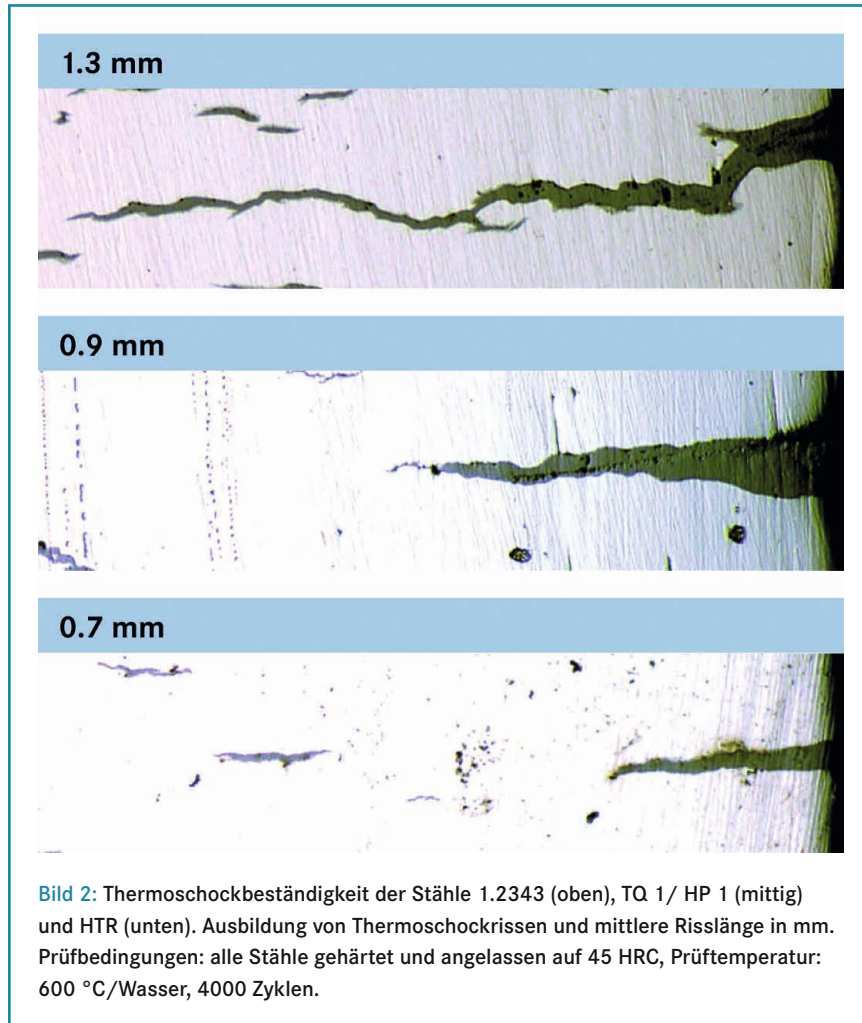 1.3 mm
0.9 mm
0.7 mm
Bild 2: Thermoschockbeständigkeit der Stähle 1.2343 (oben), TQ 1/ HP 1 (mittig)
und HTR (unten). Ausbildung von Thermoschockrissen und mittlere Risslänge in mm.
Prüfbedingungen: alle Stähle gehärtet und angelassen auf 45 HRC, Prüftemperatur:
600 °C/Wasser, 4000 Zyklen.